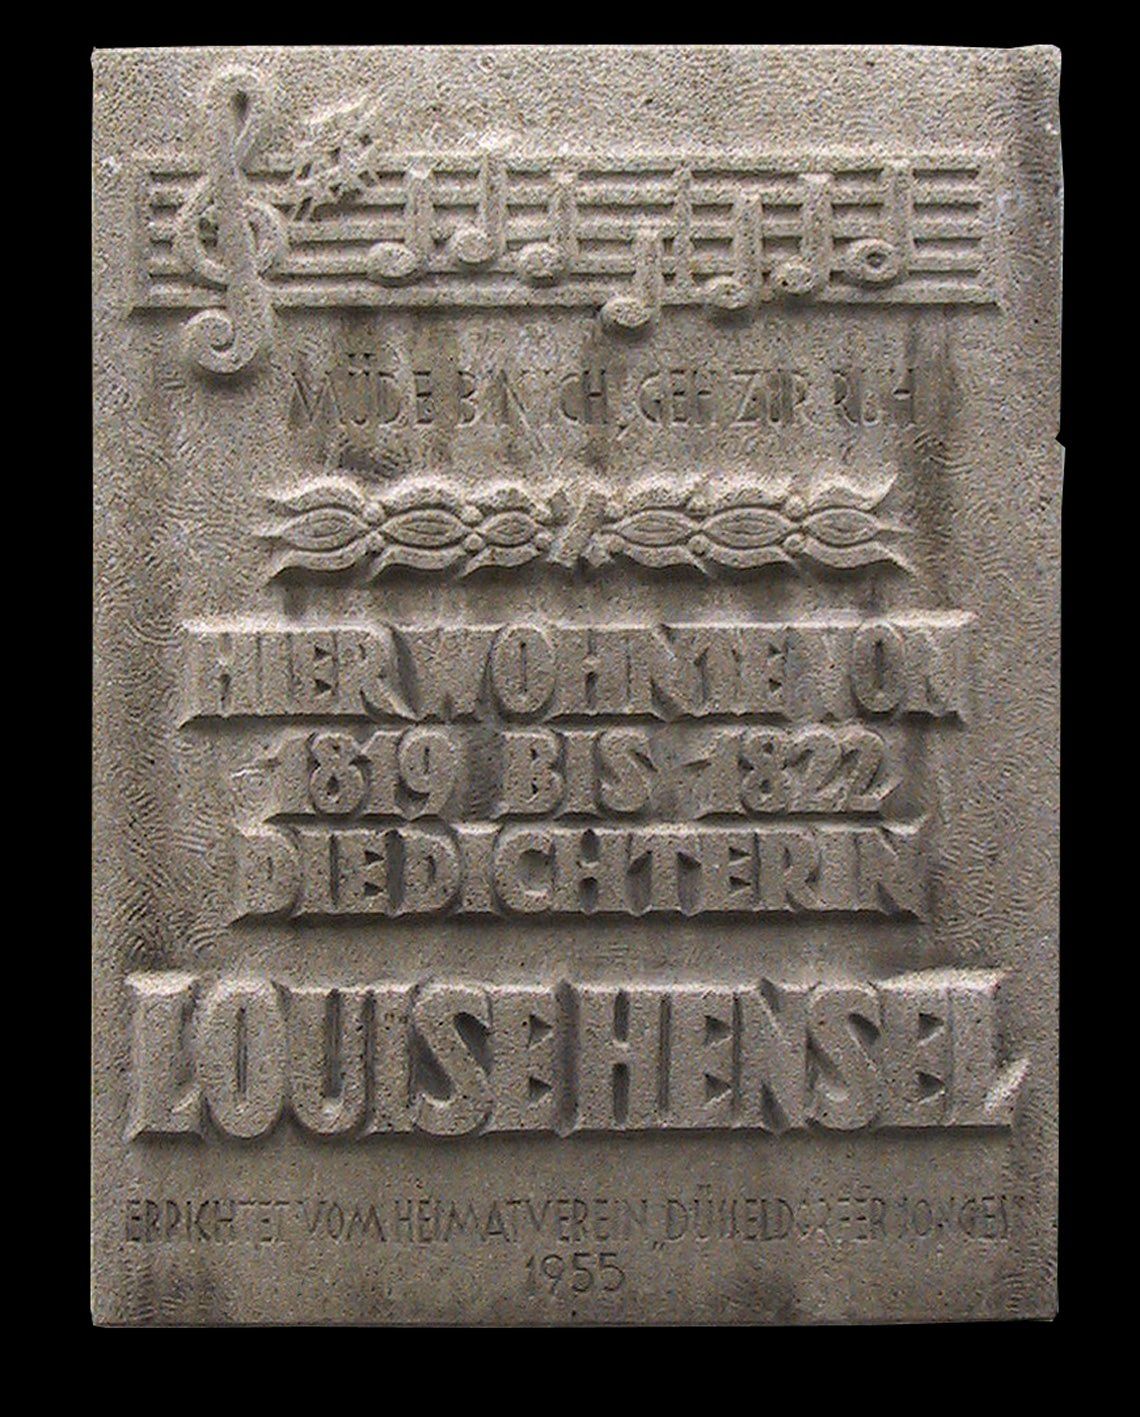 MÜDE BIN ICH, GEH ZUR RUH
HIER WOHNTE VON
1819 BIS 1822
DIE DICHTERIN
LOUISE HENSEL
ERRICHTET VOM HEIMATVEREIN „DÜSSELDORFER JONGES"
1955